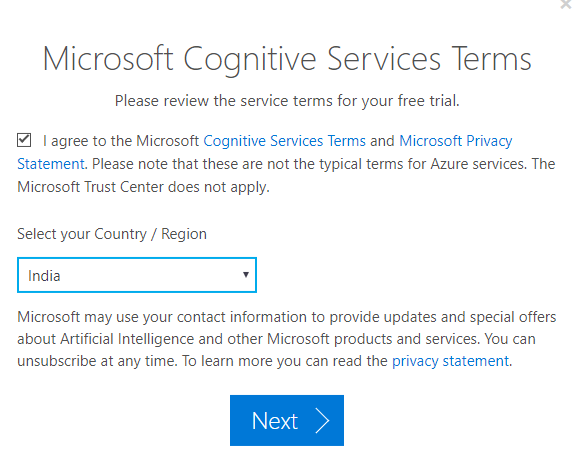 Microsoft Cognitive Services Terms
Please review the service terms for your free trial.
I agree to the Microsoft Cognitive Services Terms and Microsoft Privacy
Statement. Please note that these are not the typical terms for Azure services. The
Microsoft Trust Center does not apply.
Select your Country / Region
India
Microsoft may use your contact information to provide updates and special offers
about Artificial Intelligence and other Microsoft products and services. You can
unsubscribe at any time. To learn more you can read the privacy statement.
Next